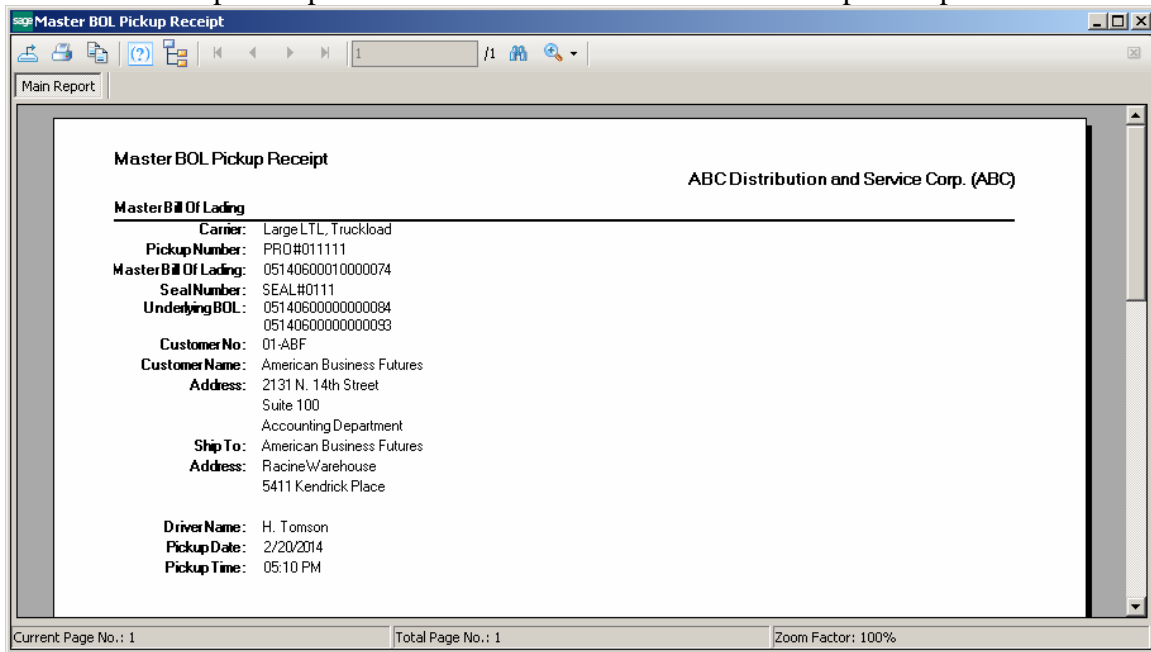 sage Master BOL Pickup Receipt
1 /1
Main Report
Master BOL Pickup Receipt
ABC Distribution and Service Corp. (ABC)
Master Bill Of Lading
Carrier: Large LTL, Truckload
Pickup Number: PRO#011111
Master Bill Of Lading: 05140600010000074
Seal Number: SEAL#0111
Underlying BOL: 05140600000000084
05140600000000093
Customer No: 01-ABF
Customer Name: American Business Futures
Address: 2131 N. 14th Street
Suite 100
Accounting Department
Ship To: American Business Futures
Address: Racine Warehouse
5411 Kendrick Place
Driver Name: H. Tomson
Pickup Date: 2/20/2014
Pickup Time: 05:10 PM
Current Page No.: 1 Total Page No.: 1 Zoom Factor: 100%